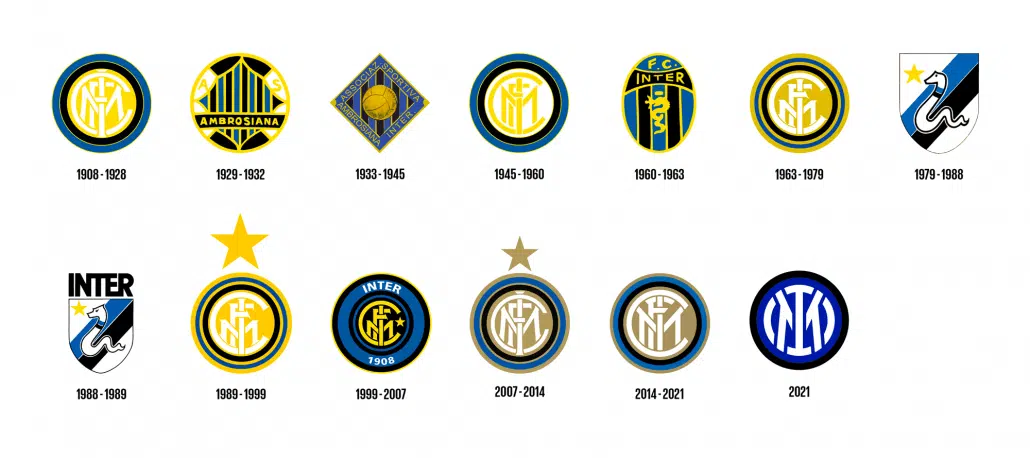 A S
AMBROSIANA
ASSOCIAZ. SPORTIVA
AMBROSIANA INTER
F.C.
INTER
1908-1928
1929-1932
1933-1945
1945-1960
1960-1963
1963-1979
1979-1988
INTER
INTER
1908
1988-1989
1989-1999
1999-2007
2007-2014
2014-2021
2021